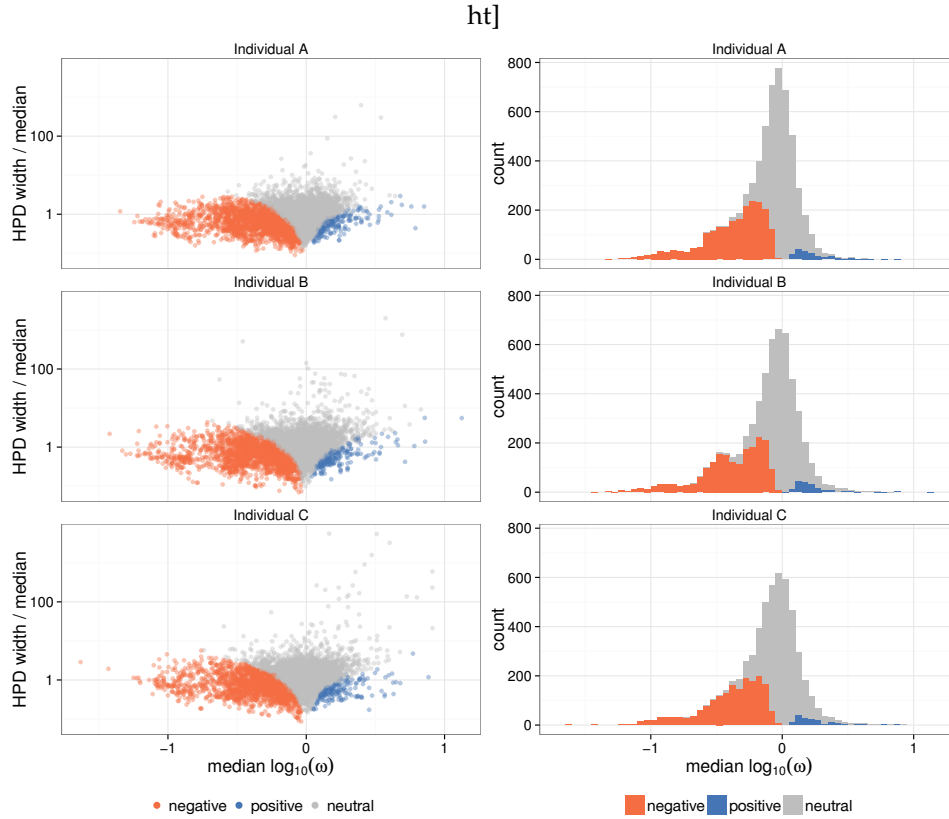 ht]
Individual A
HPD width / median
100
1
Individual B
HPD width / median
100
1
Individual C
HPD width / median
100
1
−1 0 1
median log₁₀(ω)
negative positive neutral
Individual A
count
800
600
400
200
0
Individual B
count
800
600
400
200
0
Individual C
count
800
600
400
200
0
−1 0 1
median log₁₀(ω)
negative positive neutral